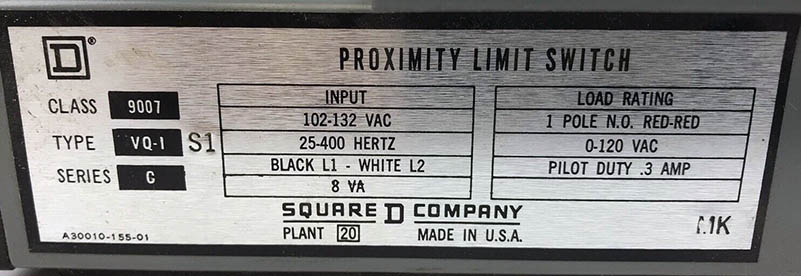 D®
PROXIMITY LIMIT SWITCH
CLASS 9007
TYPE VQ-1 S1
SERIES C
INPUT
102-132 VAC
25-400 HERTZ
BLACK L1 - WHITE L2
8 VA
LOAD RATING
1 POLE N.O. RED-RED
0-120 VAC
PILOT DUTY .3 AMP
SQUARE D COMPANY
PLANT 20 MADE IN U.S.A.
A30010-155-01